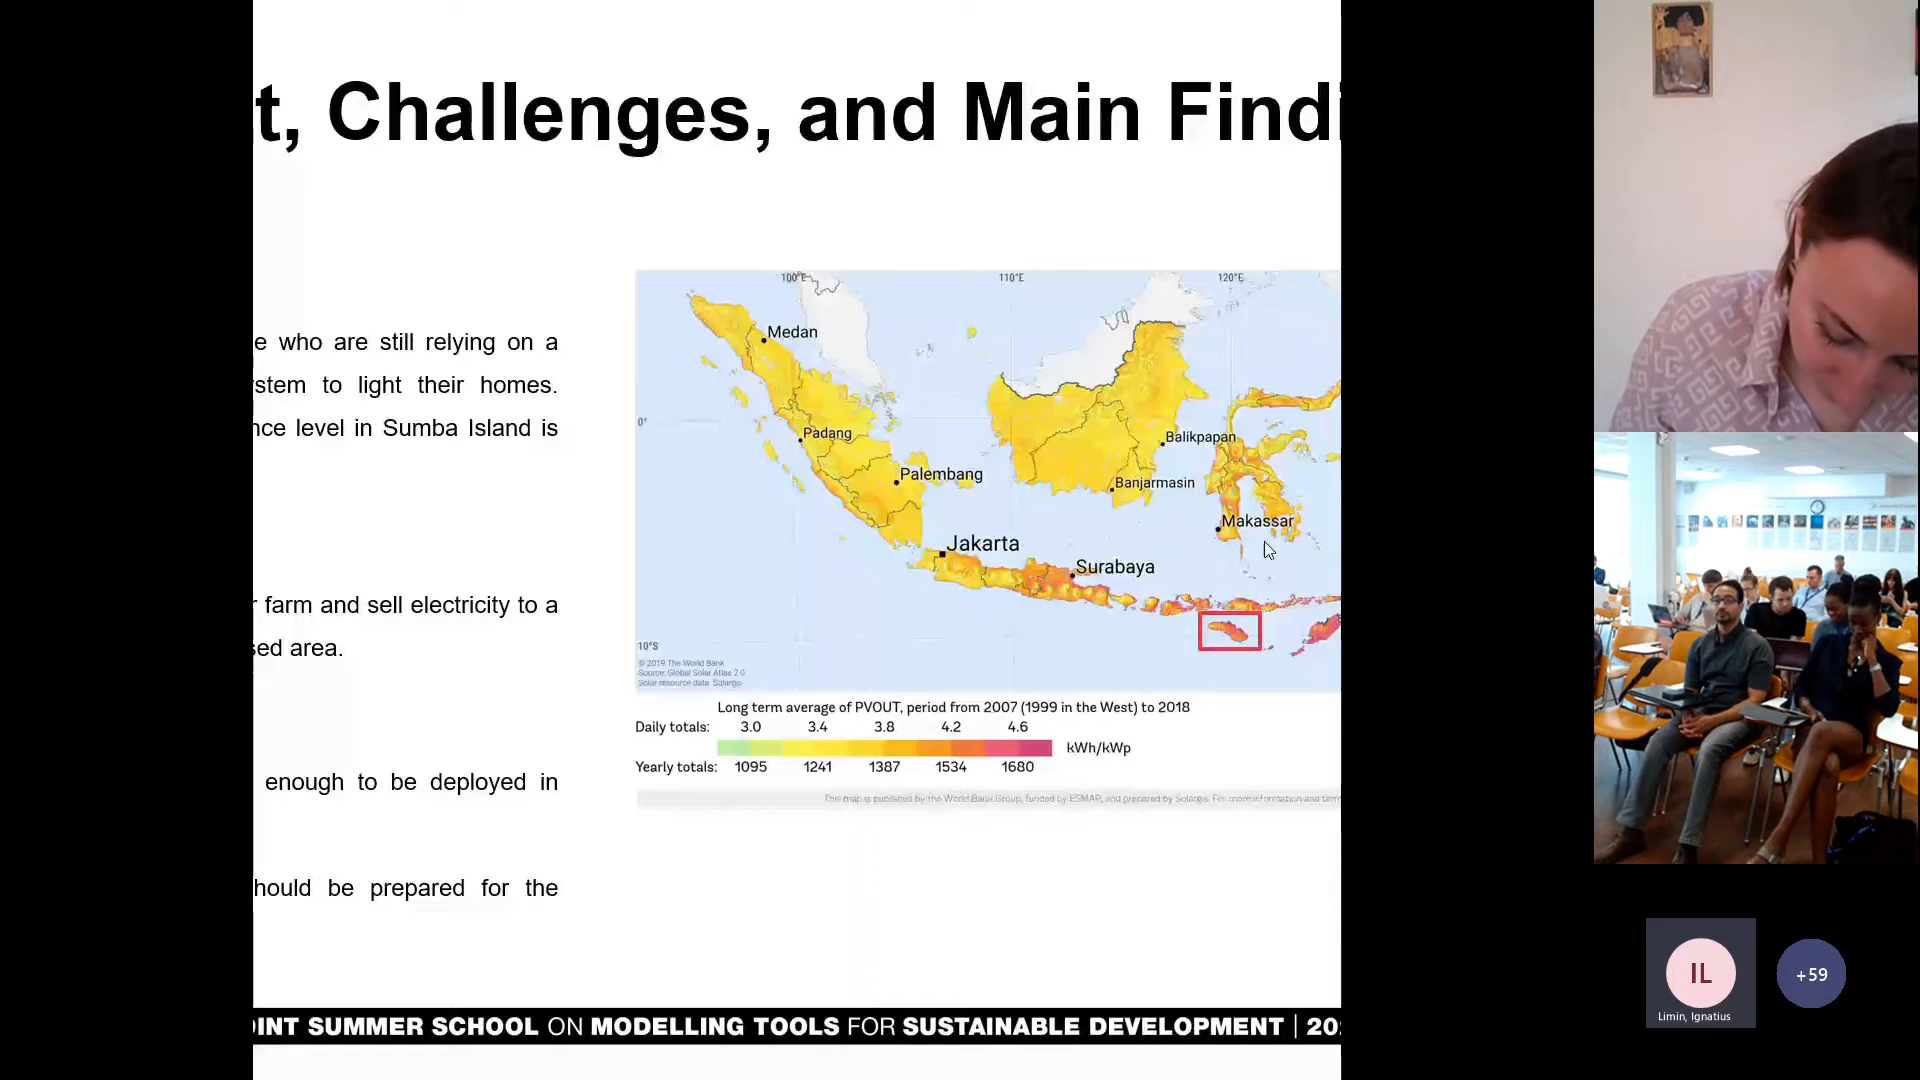 t, Challenges, and Main Findi
e who are still relying on a
stem to light their homes.
nce level in Sumba Island is
r farm and sell electricity to a
sed area.
enough to be deployed in
hould be prepared for the
100°E
110°E
120°E
Medan
0°
Padang
Palembang
Balikpapan
Banjarmasin
Makassar
Jakarta
Surabaya
10°S
© 2019 The World Bank
Source: Global Solar Atlas 2.0
Solar resource data: Solargis
Long term average of PVOUT, period from 2007 (1999 in the West) to 2018
Daily totals: 3.0 3.4 3.8 4.2 4.6
kWh/kWp
Yearly totals: 1095 1241 1387 1534 1680
This map is published by the World Bank Group, funded by ESMAP, and prepared by Solargis. For more information and term
OINT SUMMER SCHOOL ON MODELLING TOOLS FOR SUSTAINABLE DEVELOPMENT | 20
IL
Limin, Ignatius
+59